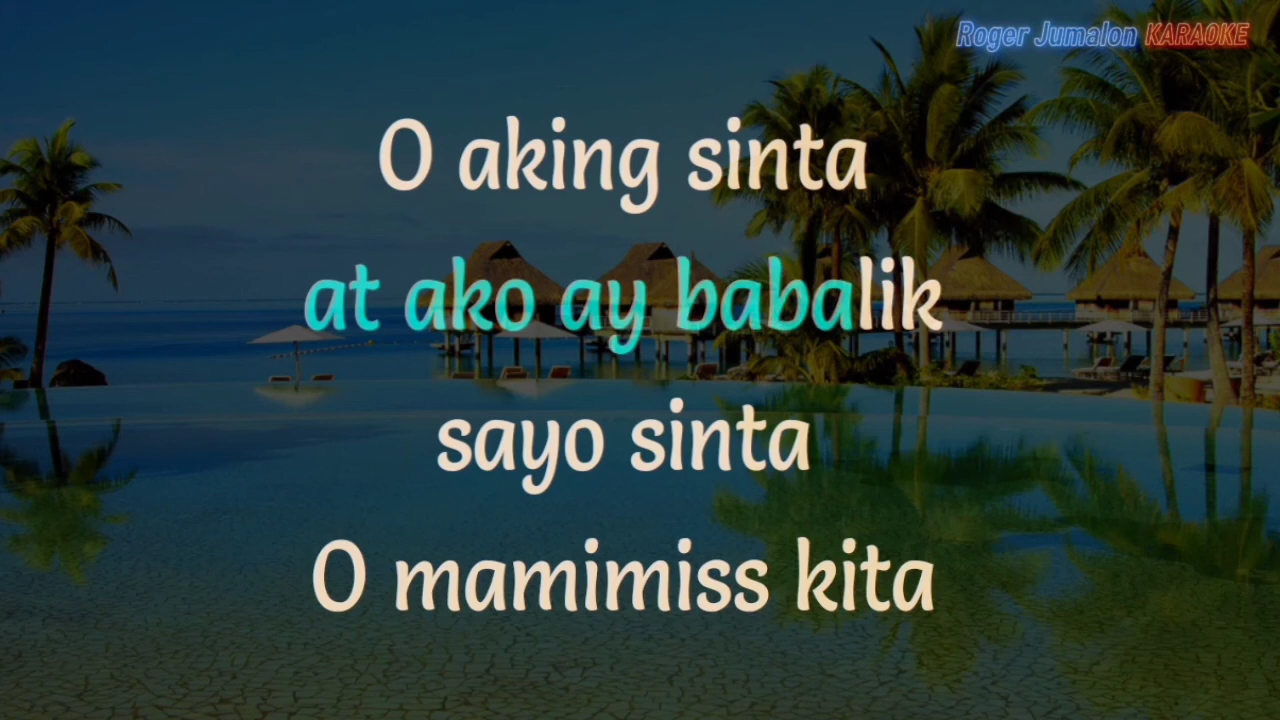 Roger Jumalon KARAOKE
O aking sinta
at ako ay babalik
sayo sinta
O mamimiss kita